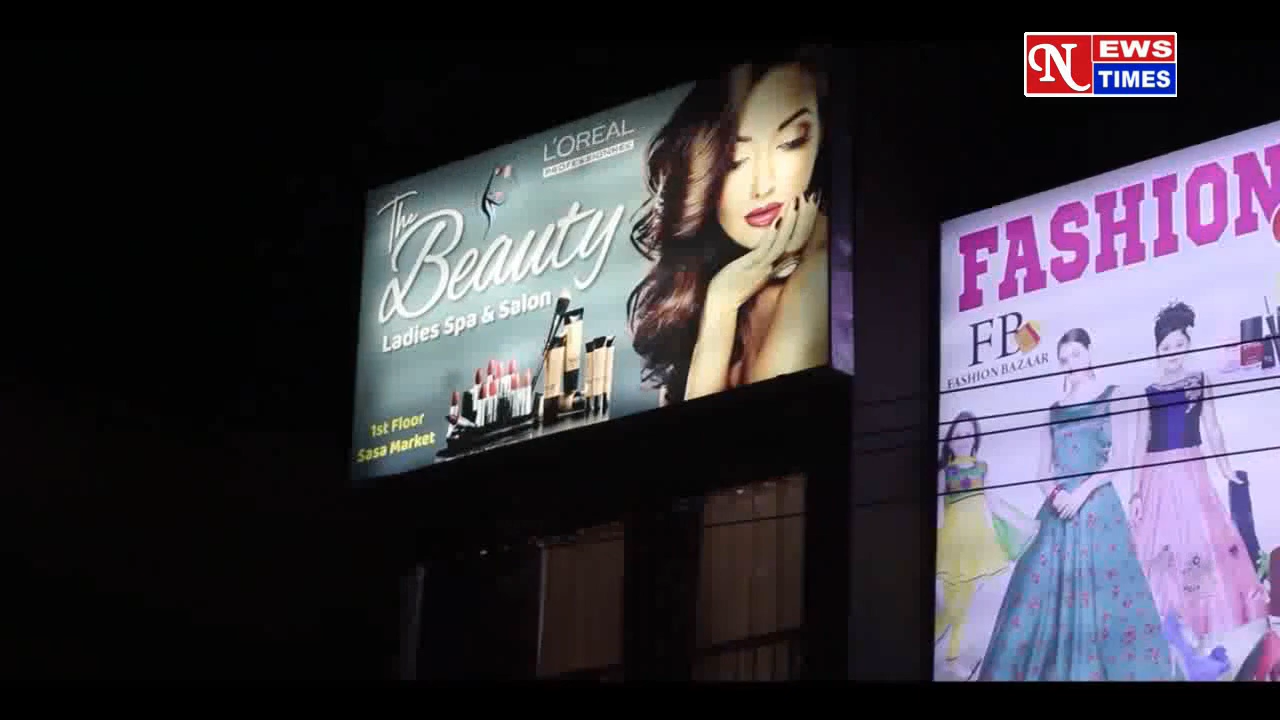 NEWS
TIMES
L'OREAL
PROFESSIONNEL
The
Beauty
Ladies Spa & Salon
1st Floor
Sasa Market
FASHION
FB
FASHION BAZAAR